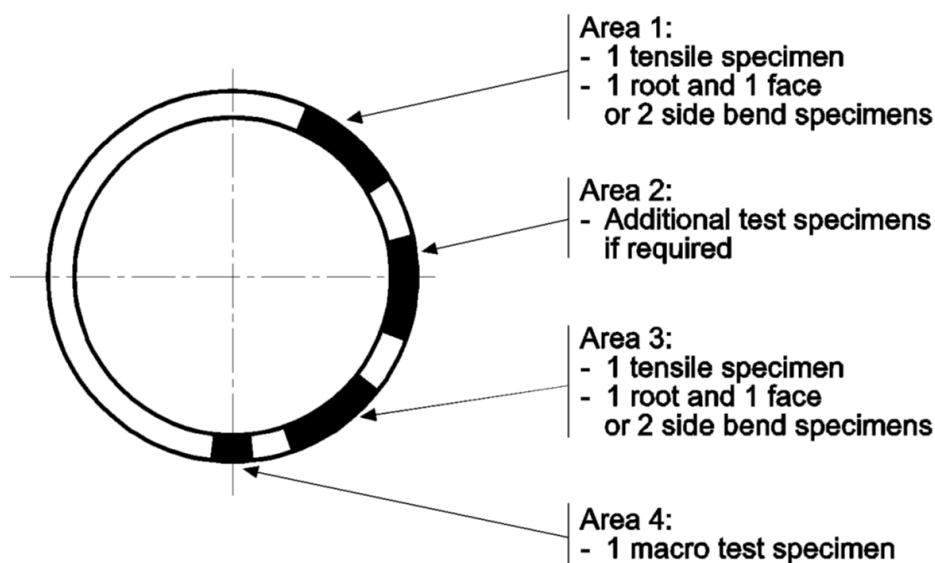 Area 1:
- 1 tensile specimen
- 1 root and 1 face
or 2 side bend specimens
Area 2:
- Additional test specimens
if required
Area 3:
- 1 tensile specimen
- 1 root and 1 face
or 2 side bend specimens
Area 4:
- 1 macro test specimen